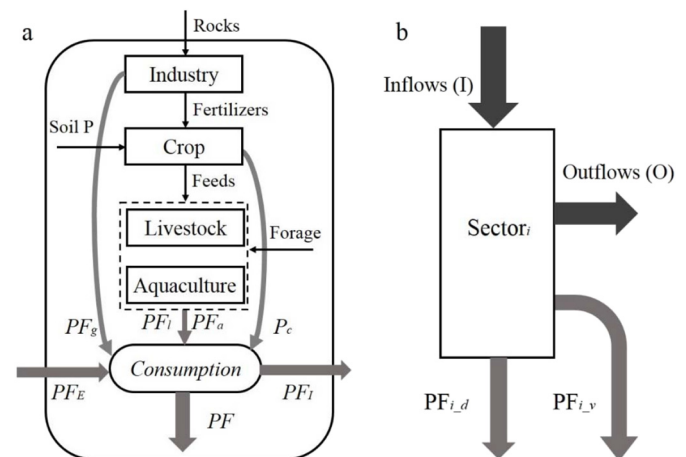 a
Rocks
Industry
Fertilizers
Soil P
Crop
Feeds
Livestock
Forage
Aquaculture
PFg
PFl
PFa
Pc
Consumption
PFE
PFI
PF
b
Inflows (I)
Outflows (O)
Sectori
PFi_d
PFi_v